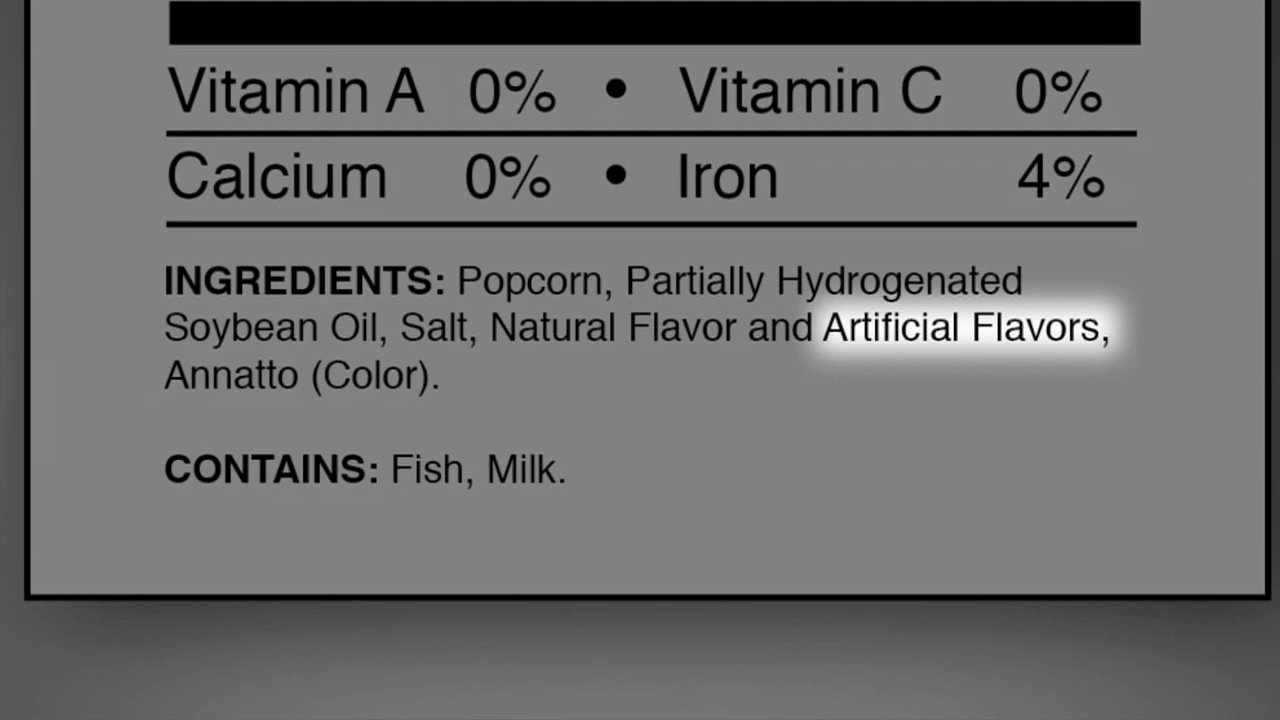 Vitamin A 0% • Vitamin C 0%
Calcium 0% • Iron 4%
INGREDIENTS: Popcorn, Partially Hydrogenated
Soybean Oil, Salt, Natural Flavor and Artificial Flavors,
Annatto (Color).
CONTAINS: Fish, Milk.